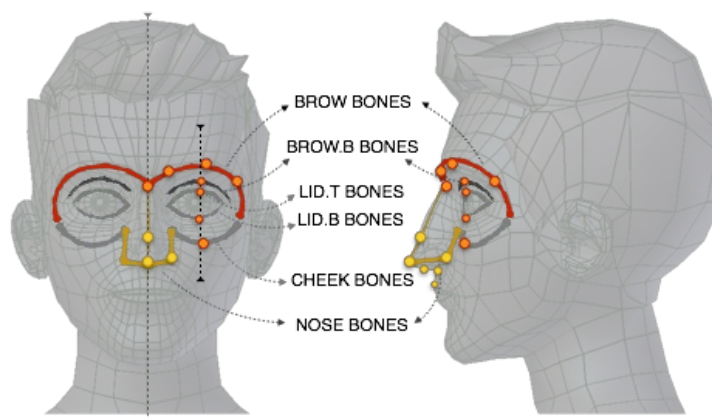 BROW BONES
BROW.B BONES
LID.T BONES
LID.B BONES
CHEEK BONES
NOSE BONES